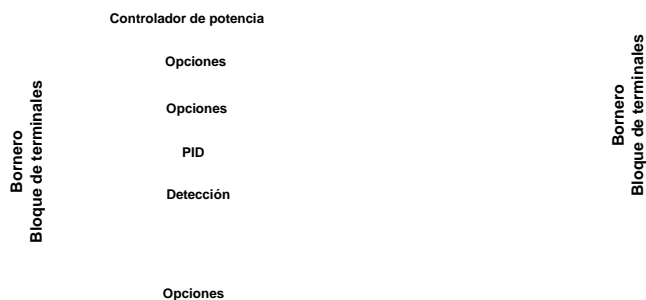 Controlador de potencia
Opciones
Opciones
PID
Detección
Opciones
Bornero
Bloque de terminales
Bornero
Bloque de terminales